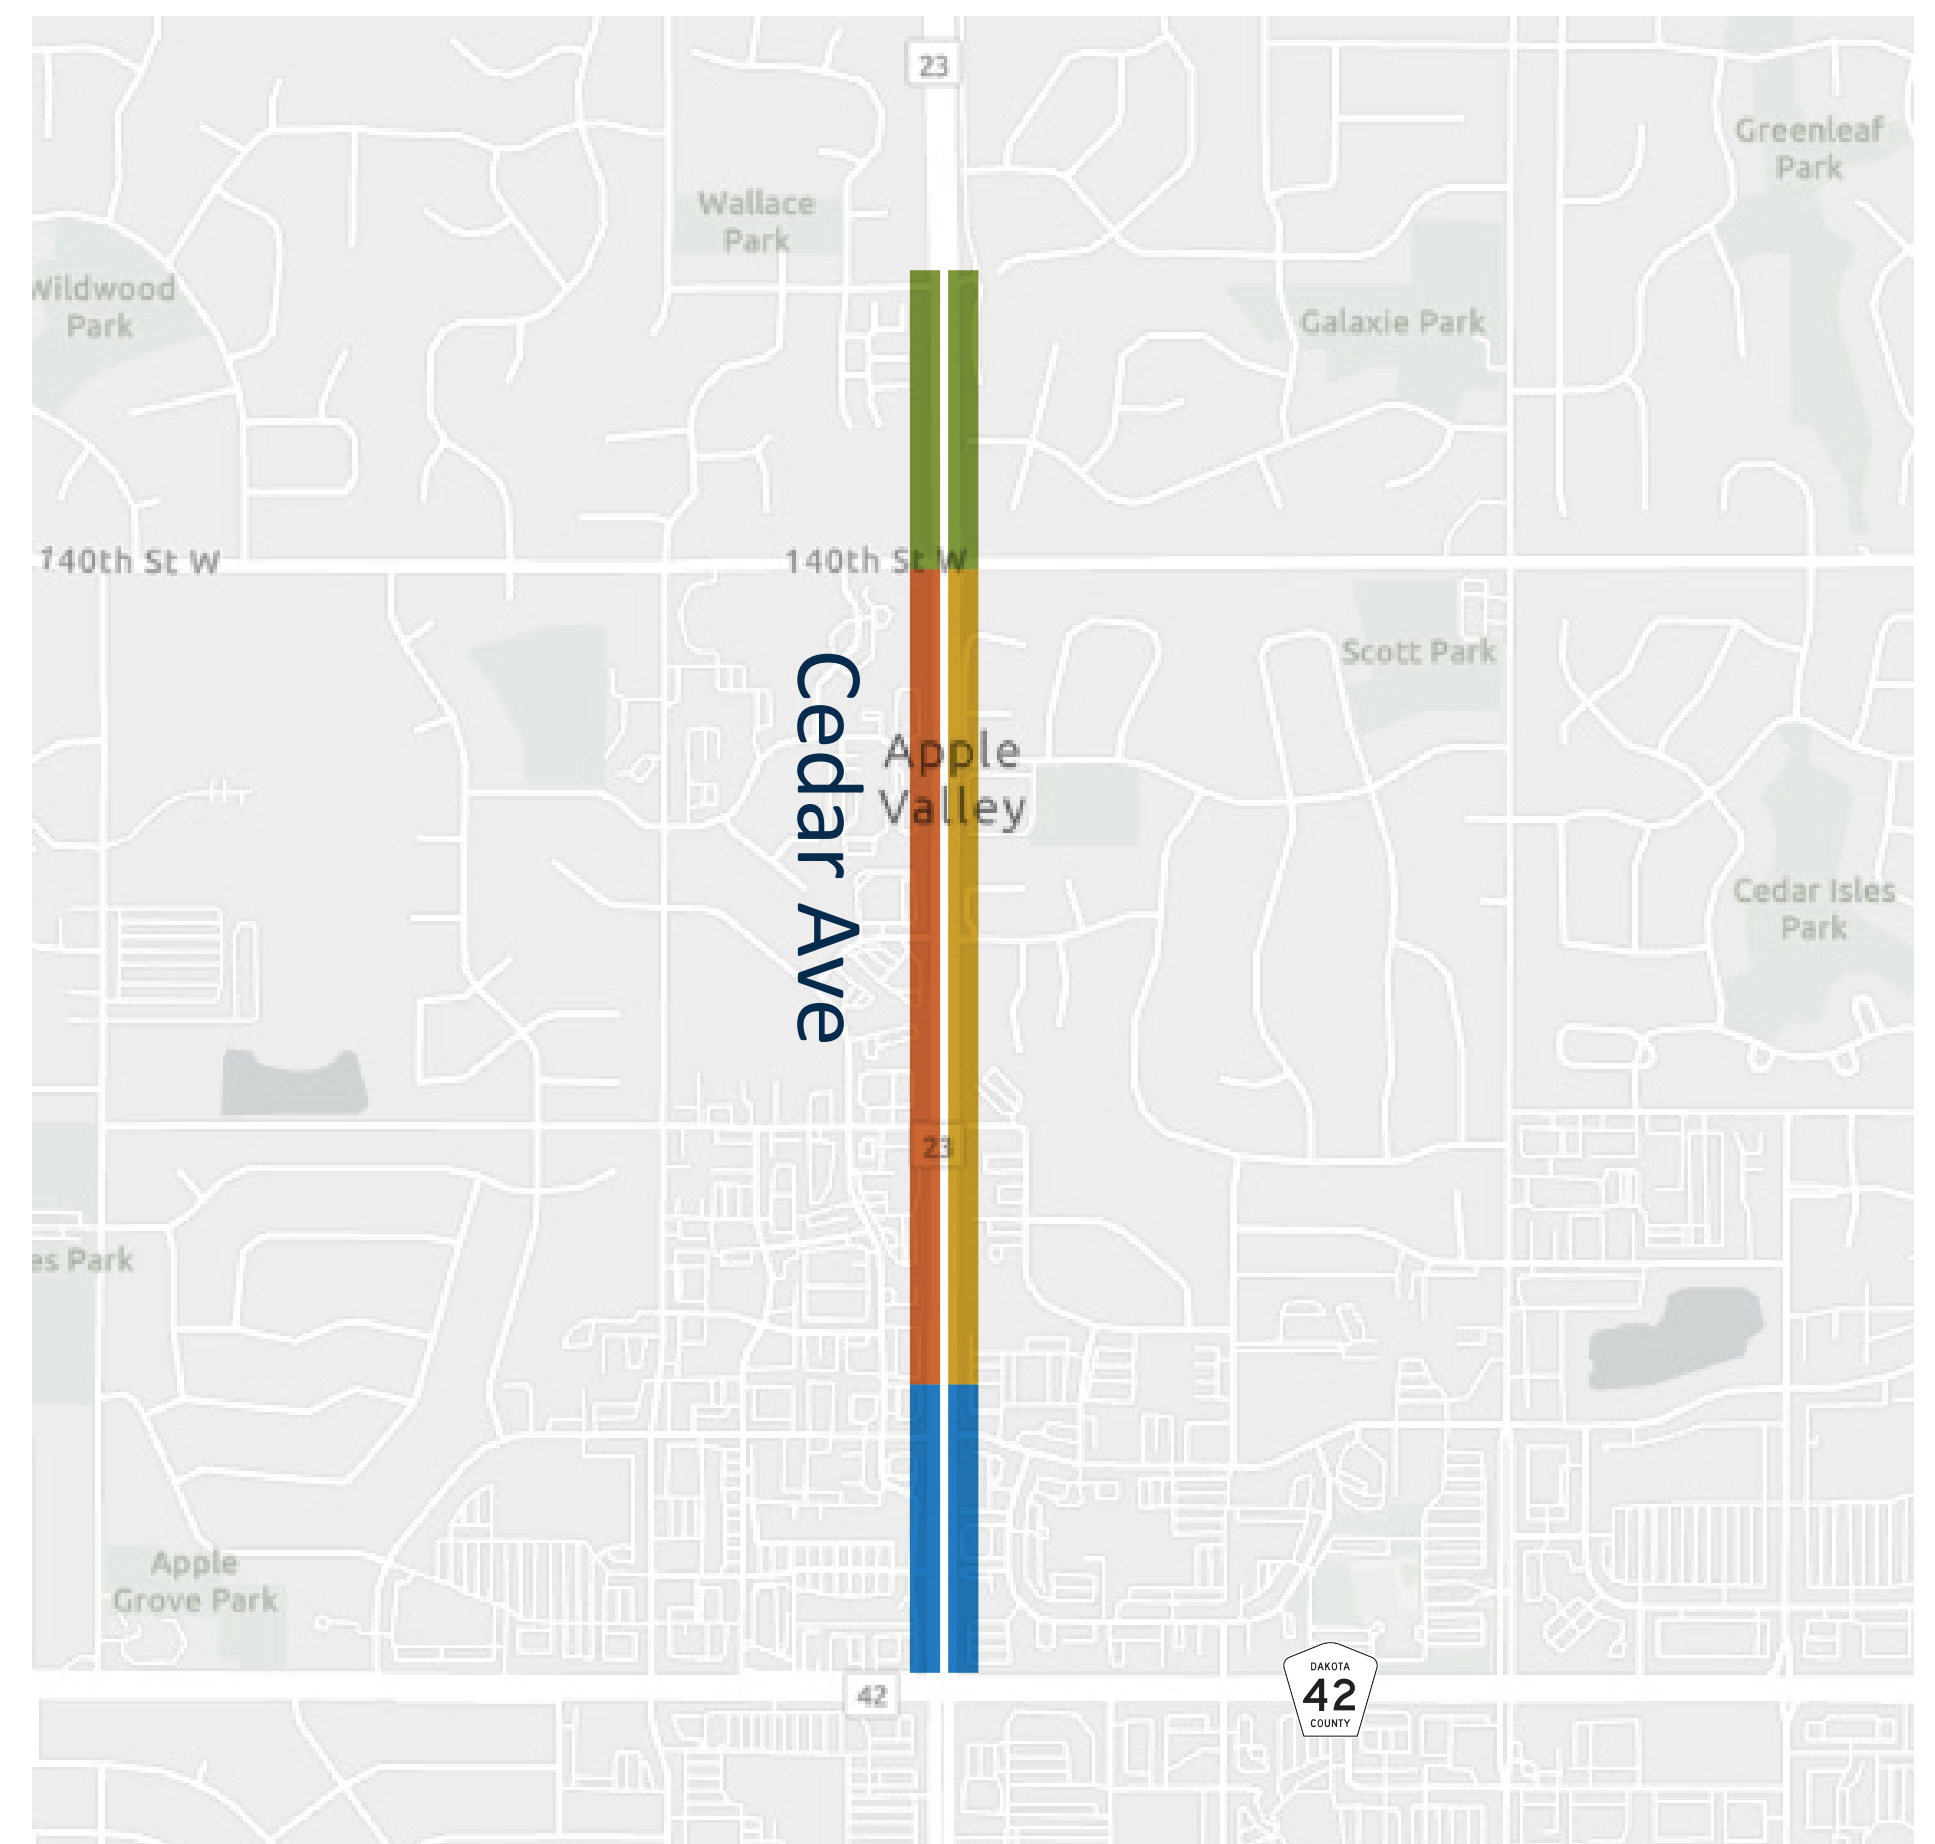 23
Greenleaf
Park
Wallace
Park
Wildwood
Park
Galaxie Park
140th St W
140th St W
Scott Park
Cedar Ave
Apple
Valley
Cedar Isles
Park
23
es Park
Apple
Grove Park
42
DAKOTA
42
COUNTY